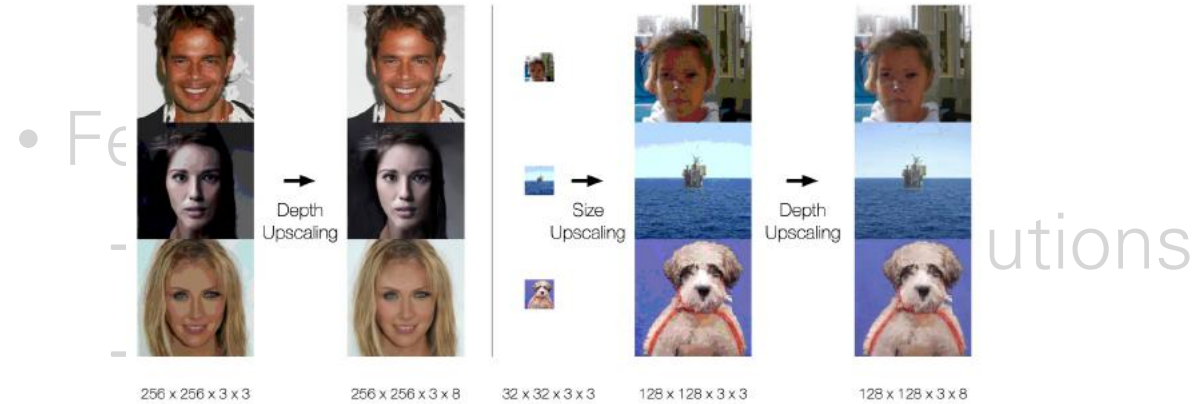 • Fe
Depth
Upscaling
Size
Upscaling
Depth
Upscaling
-
utions
-
256 x 256 x 3 x 3
256 x 256 x 3 x 8
32 x 32 x 3 x 3
128 x 128 x 3 x 3
128 x 128 x 3 x 8